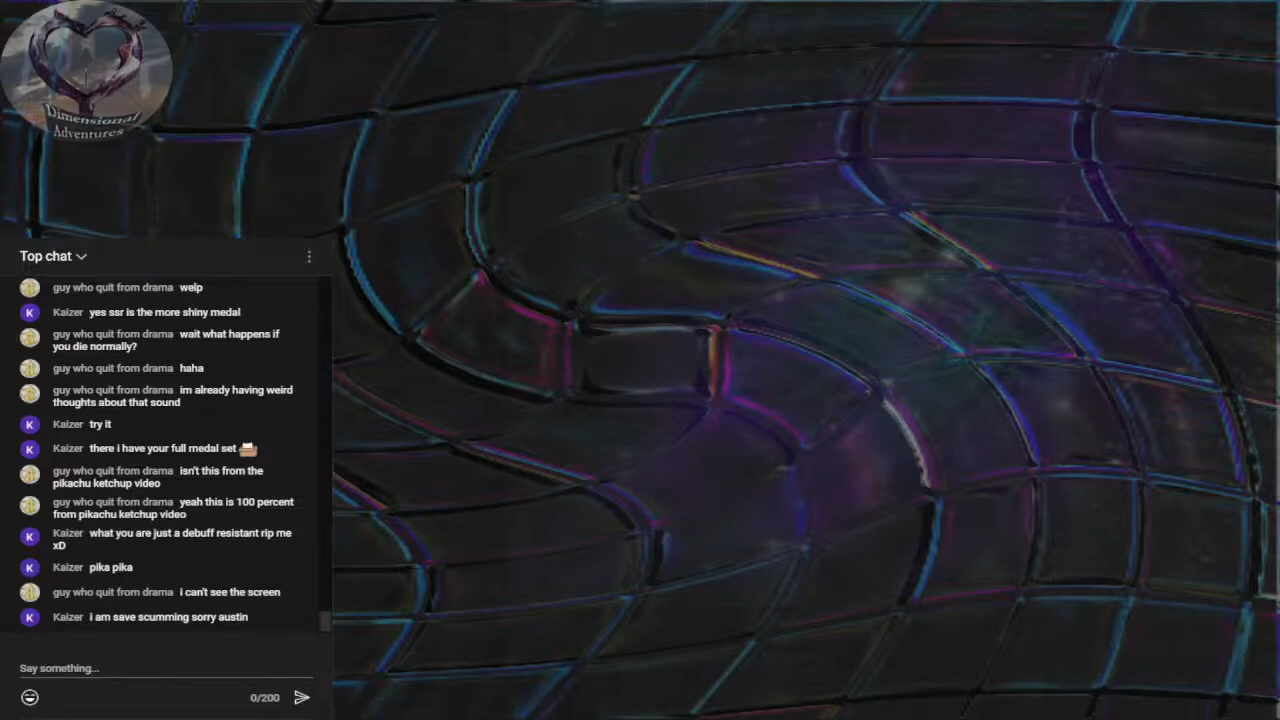 Dimensional
Adventures
Top chat
guy who quit from drama welp
Kaizer yes ssr is the more shiny medal
guy who quit from drama wait what happens if
you die normally?
guy who quit from drama haha
guy who quit from drama im already having weird
thoughts about that sound
Kaizer try it
Kaizer there i have your full medal set
guy who quit from drama isn't this from the
pikachu ketchup video
guy who quit from drama yeah this is 100 percent
from pikachu ketchup video
Kaizer what you are just a debuff resistant rip me
xD
Kaizer pika pika
guy who quit from drama i can't see the screen
Kaizer I am save scumming sorry austin
Say something...
0/200